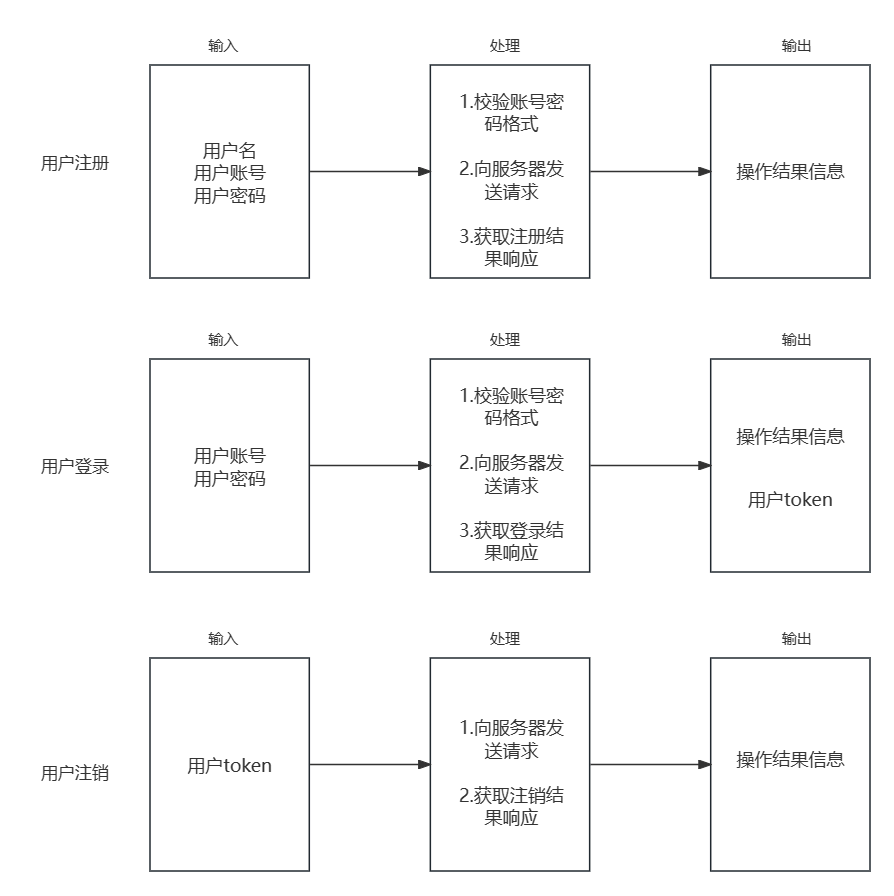 输入
处理
输出
用户注册
用户名
用户账号
用户密码
1.校验账号密
码格式
2.向服务器发
送请求
3.获取注册结
果响应
操作结果信息
输入
处理
输出
用户登录
用户账号
用户密码
1.校验账号密
码格式
2.向服务器发
送请求
3.获取登录结
果响应
操作结果信息
用户token
输入
处理
输出
用户注销
用户token
1.向服务器发
送请求
2.获取注销结
果响应
操作结果信息